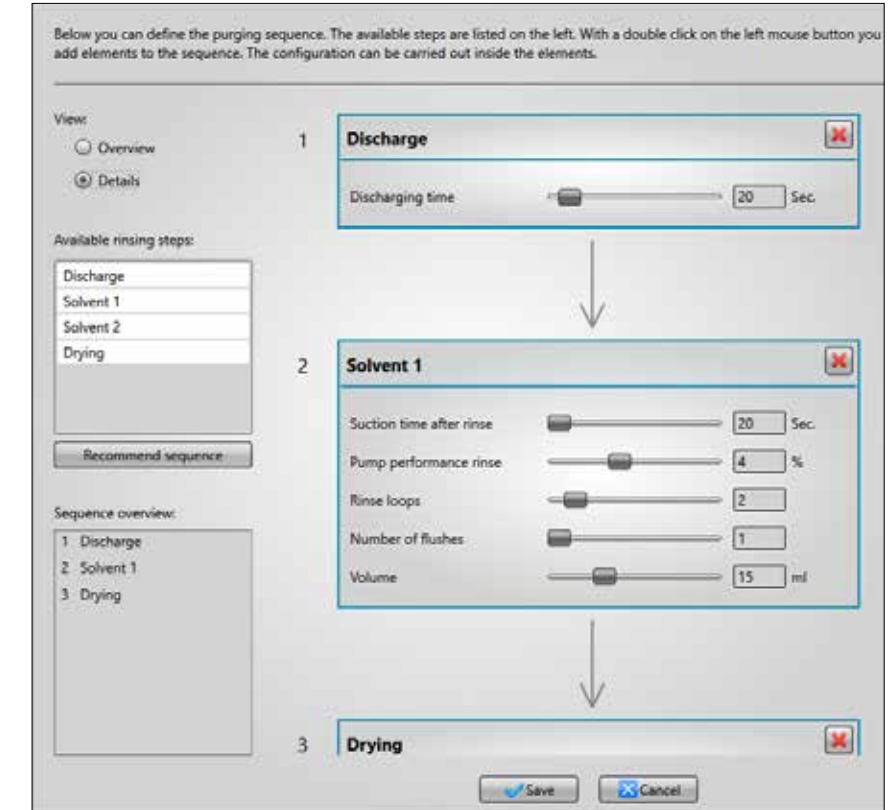 Below you can define the purging sequence. The available steps are listed on the left. With a double click on the left mouse button you
add elements to the sequence. The configuration can be carried out inside the elements.
View:
Overview
Details
Available rinsing steps:
Discharge
Solvent 1
Solvent 2
Drying
Recommend sequence
Sequence overview:
1 Discharge
2 Solvent 1
3 Drying
1 Discharge
Discharging time 20 Sec.
2 Solvent 1
Suction time after rinse 20 Sec.
Pump performance rinse 4 %
Rinse loops 2
Number of flushes 1
Volume 15 ml
3 Drying
Save Cancel